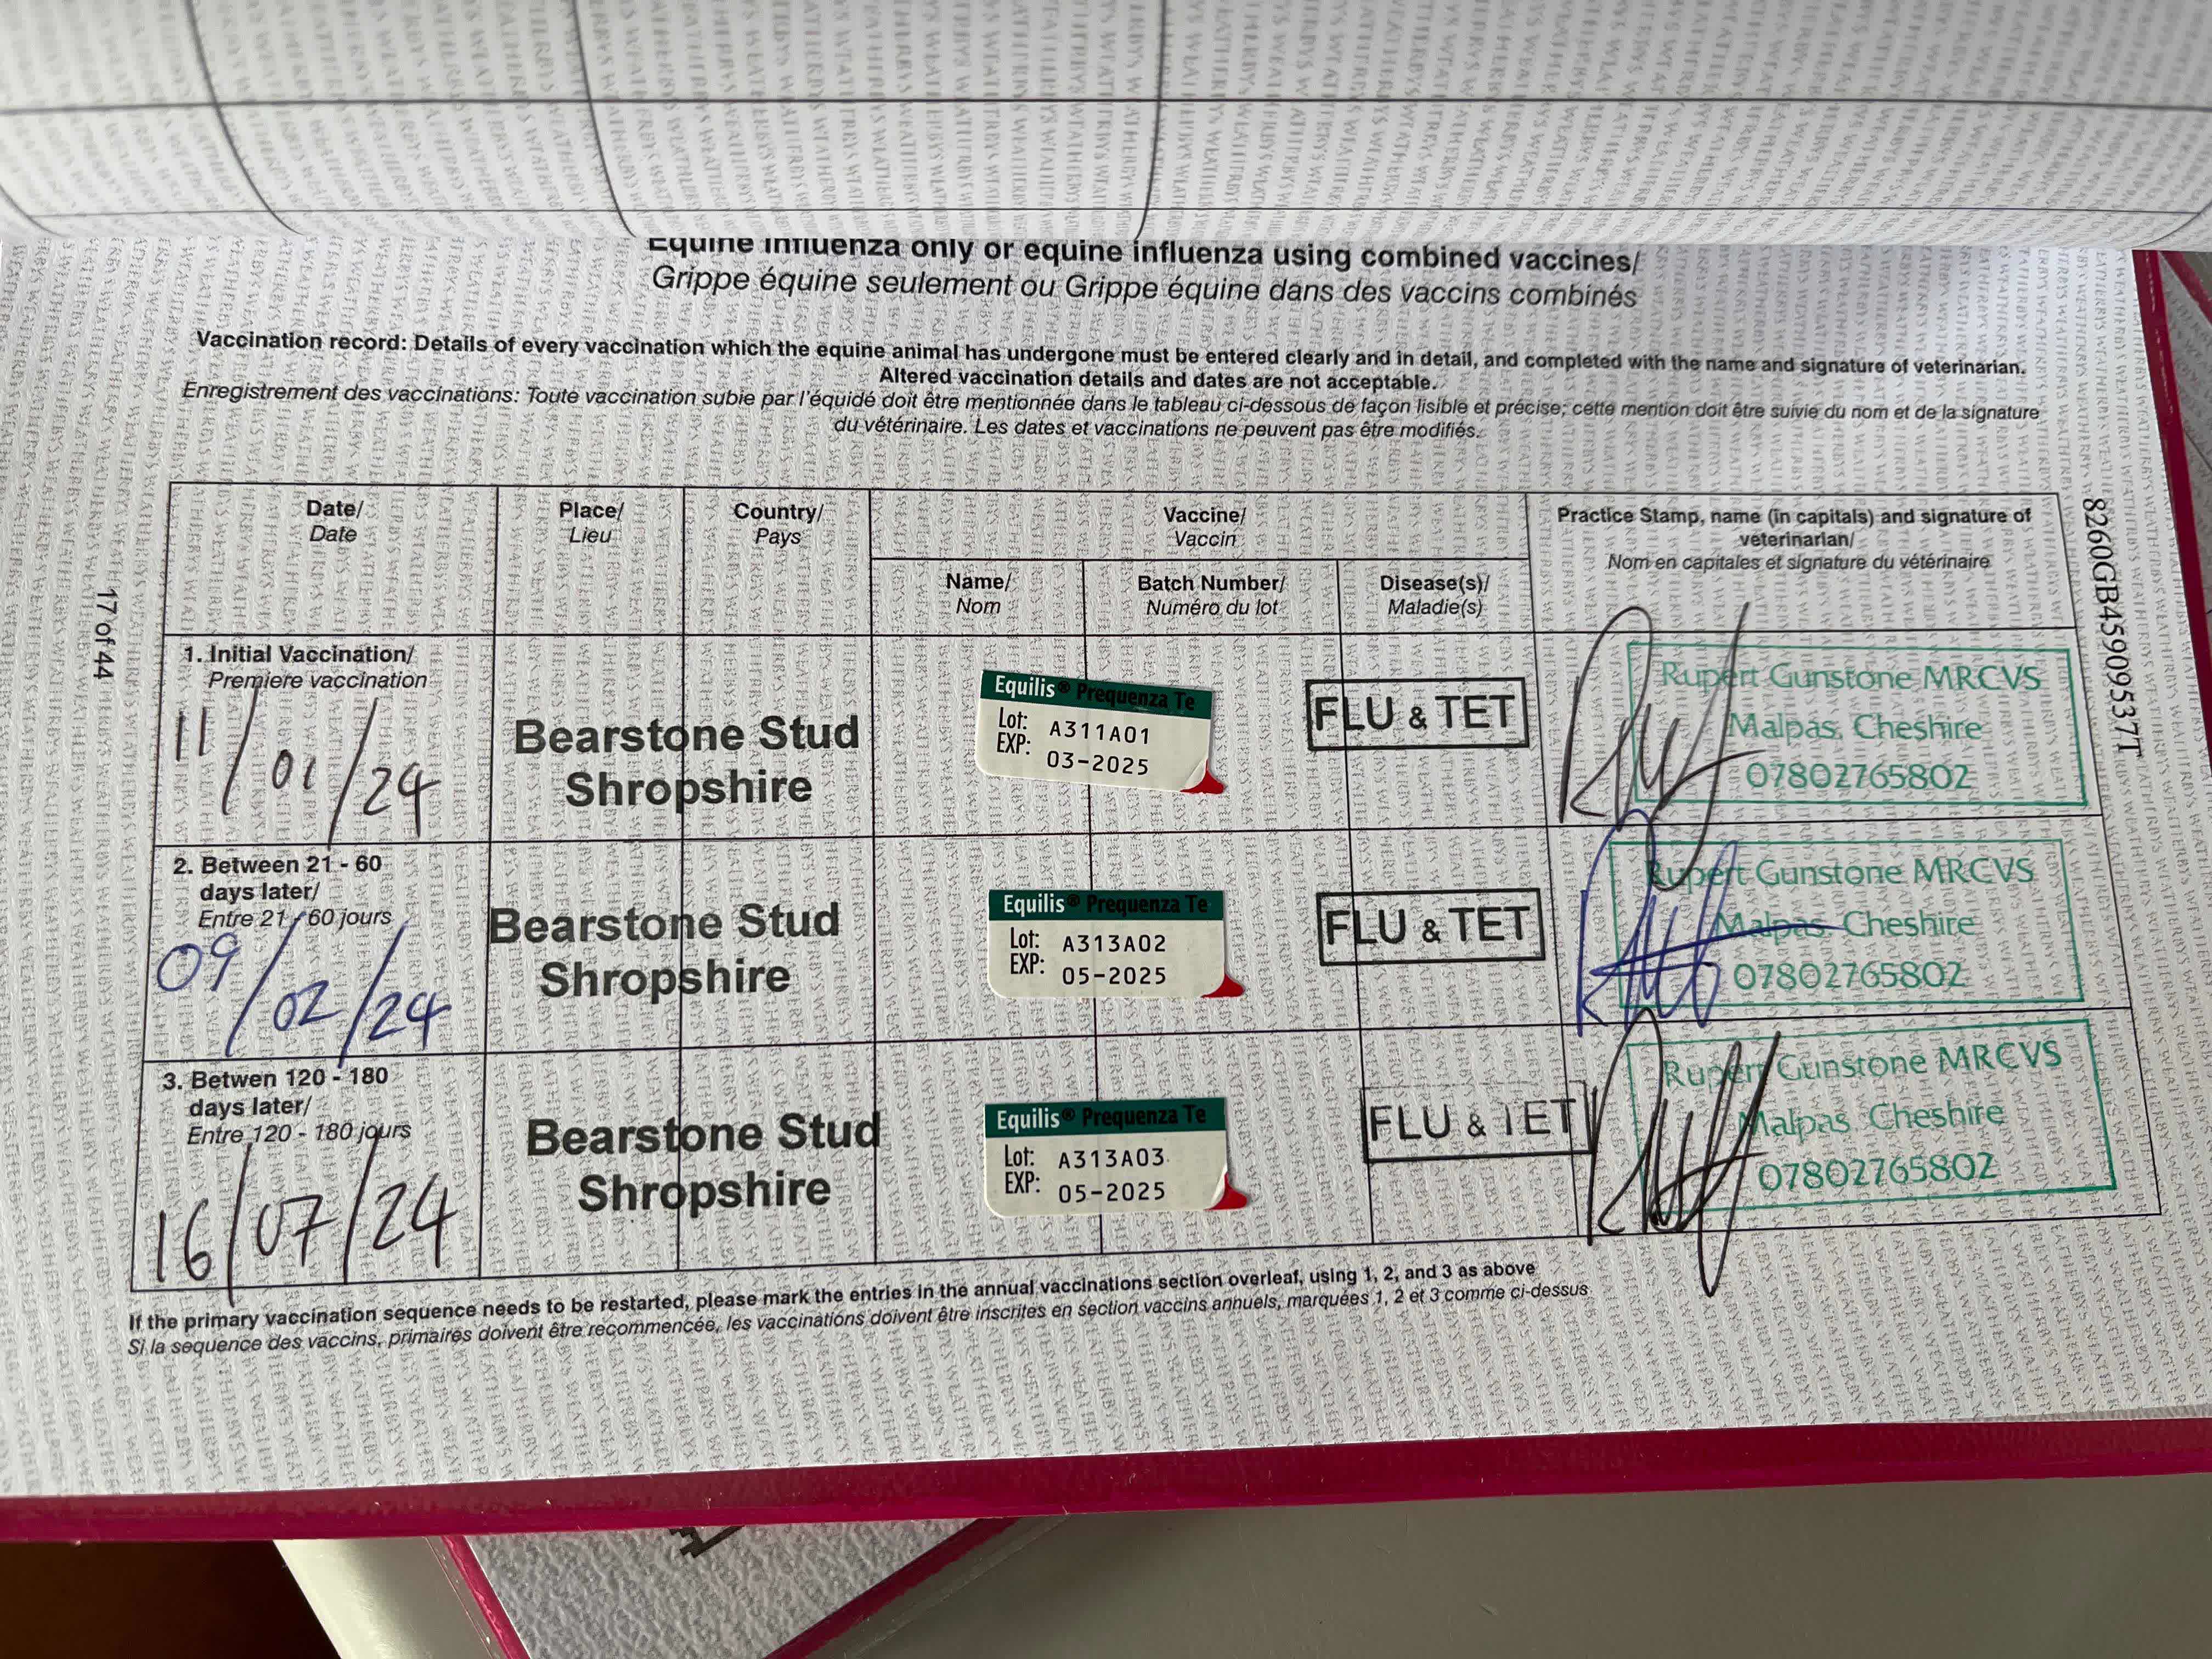 Equine influenza only or equine influenza using combined vaccines/
Grippe équine seulement ou Grippe équine dans des vaccins combinés
Vaccination record: Details of every vaccination which the equine animal has undergone must be entered clearly and in detail, and completed with the name and signature of veterinarian.
Altered vaccination details and dates are not acceptable.
Enregistrement des vaccinations: Toute vaccination subie par l'équidé doit être mentionnée dans le tableau ci-dessous de façon lisible et précise; cette mention doit être suivie du nom et de la signature
du vétérinaire. Les dates et vaccinations ne peuvent pas être modifiés.
Date/
Date
Place/
Lieu
Country/
Pays
Vaccine/
Vaccin
Name/
Nom
Batch Number/
Numéro du lot
Disease(s)/
Maladie(s)
Practice Stamp, name (in capitals) and signature of
veterinarian/
Nom en capitales et signature du vétérinaire
1. Initial Vaccination/
Premiere vaccination
11/01/24
Bearstone Stud
Shropshire
Equilis® Prequenza Te
Lot: A311A01
EXP: 03-2025
FLU & TET
Rupert Gunstone MRCVS
Malpas, Cheshire
07802765802
2. Between 21 - 60
days later/
Entre 21 - 60 jours
09/02/24
Bearstone Stud
Shropshire
Equilis® Prequenza Te
Lot: A313A02
EXP: 05-2025
FLU & TET
Rupert Gunstone MRCVS
Malpas Cheshire
07802765802
3. Betwen 120 - 180
days later/
Entre 120 - 180 jours
16/07/24
Bearstone Stud
Shropshire
Equilis® Prequenza Te
Lot: A313A03
EXP: 05-2025
FLU & TET
Rupert Gunstone MRCVS
Malpas Cheshire
07802765802
If the primary vaccination sequence needs to be restarted, please mark the entries in the annual vaccinations section overleaf, using 1, 2, and 3 as above
Si la sequence des vaccins, primaires doivent être recommencée, les vaccinations doivent être inscrites en section vaccins annuels, marquées 1, 2 et 3 comme ci-dessus
17 of 44
8260GB45909537T